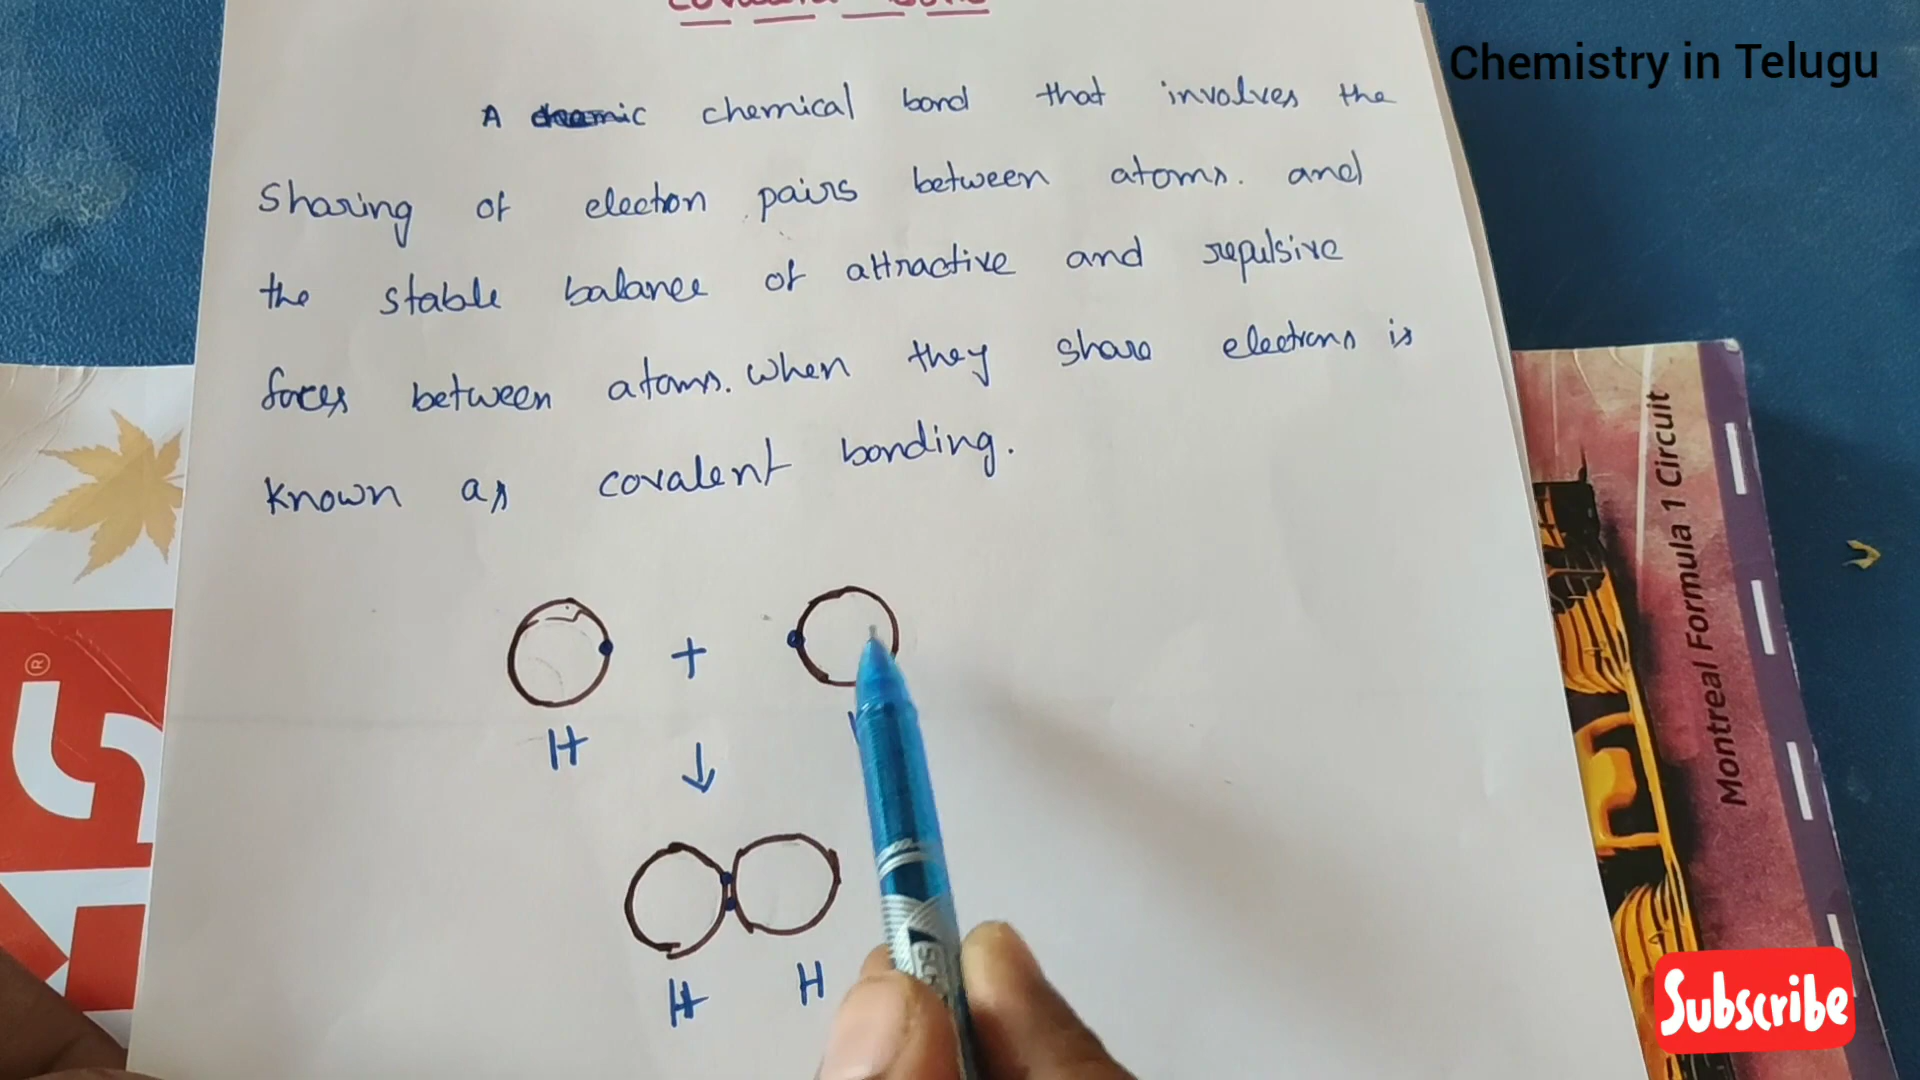 Chemistry in Telugu
A chemical bond that involves the
sharing of electron pairs between atoms. and
the stable balance of attractive and repulsive
forces between atoms. When they share electrons is
known as covalent bonding.
+
H
↓
H H
Montreal Formula 1 Circuit
®
Subscribe